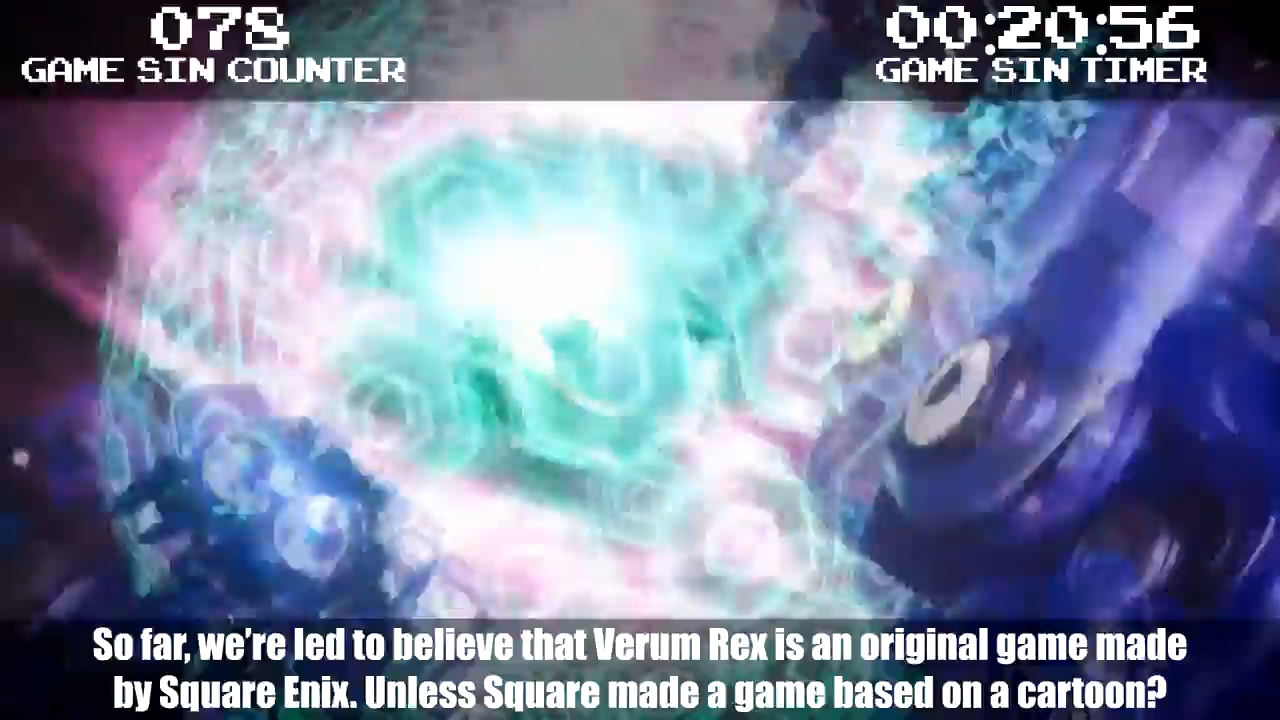 078
GAME SIN COUNTER
00:20:56
GAME SIN TIMER
So far, we're led to believe that Verum Rex is an original game made
by Square Enix. Unless Square made a game based on a cartoon?